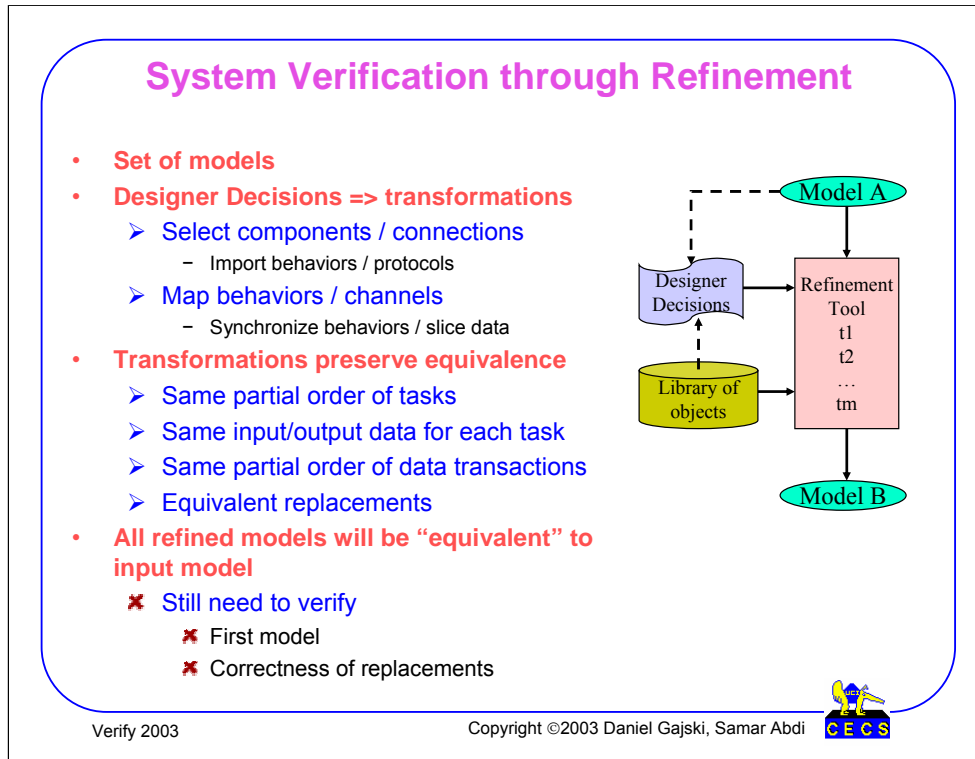 System Verification through Refinement
• Set of models
• Designer Decisions => transformations
➢ Select components / connections
− Import behaviors / protocols
➢ Map behaviors / channels
− Synchronize behaviors / slice data
• Transformations preserve equivalence
➢ Same partial order of tasks
➢ Same input/output data for each task
➢ Same partial order of data transactions
➢ Equivalent replacements
• All refined models will be “equivalent” to
input model
✘ Still need to verify
✘ First model
✘ Correctness of replacements
Model A
Designer
Decisions
Library of
objects
Refinement
Tool
t1
t2
…
tm
Model B
Verify 2003
Copyright ©2003 Daniel Gajski, Samar Abdi
UCI
CECS